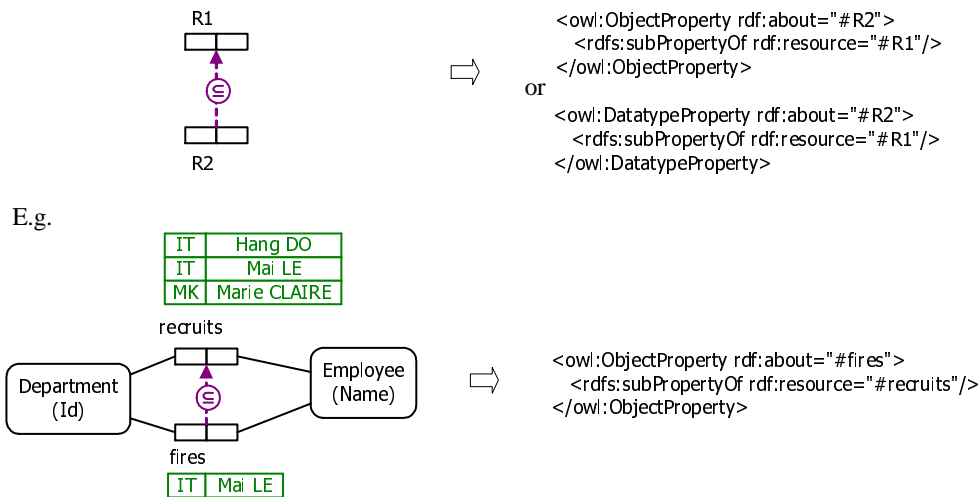 R1
⊆
R2
<owl:ObjectProperty rdf:about="#R2">
<rdfs:subPropertyOf rdf:resource="#R1"/>
</owl:ObjectProperty>
or
<owl:DatatypeProperty rdf:about="#R2">
<rdfs:subPropertyOf rdf:resource="#R1"/>
</owl:DatatypeProperty>
E.g.
IT Hang DO
IT Mai LE
MK Marie CLAIRE
recruits
Department
(Id)
⊆
Employee
(Name)
fires
IT Mai LE
<owl:ObjectProperty rdf:about="#fires">
<rdfs:subPropertyOf rdf:resource="#recruits"/>
</owl:ObjectProperty>